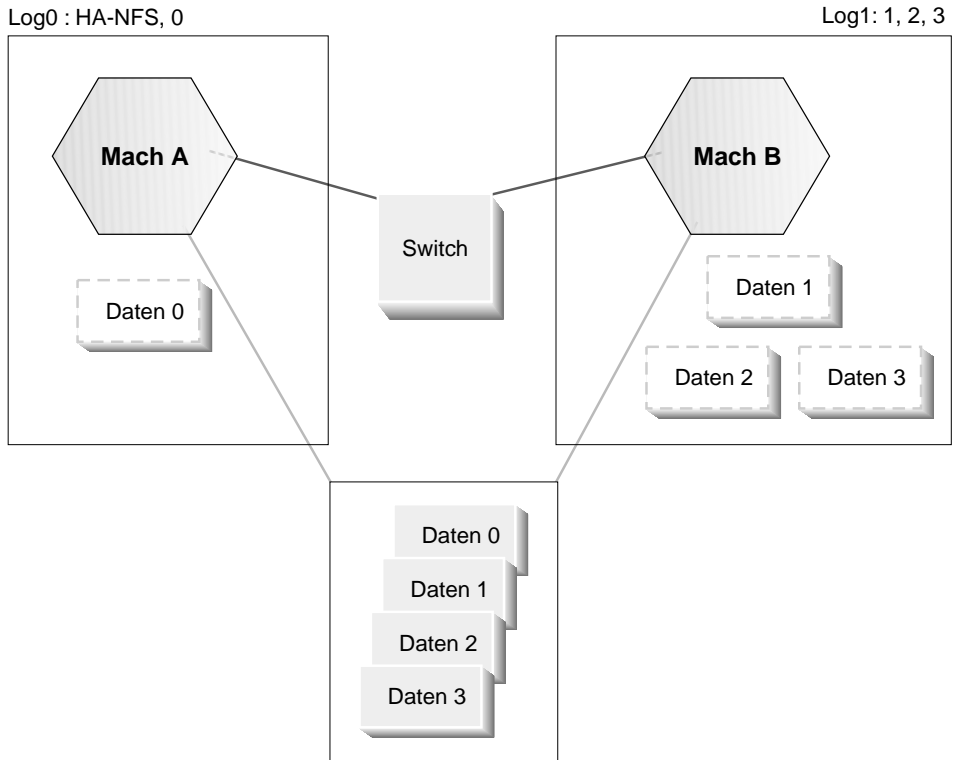 Log0 : HA-NFS, 0
Log1: 1, 2, 3
Mach A
Mach B
Switch
Daten 0
Daten 1
Daten 2
Daten 3
Daten 0
Daten 1
Daten 2
Daten 3